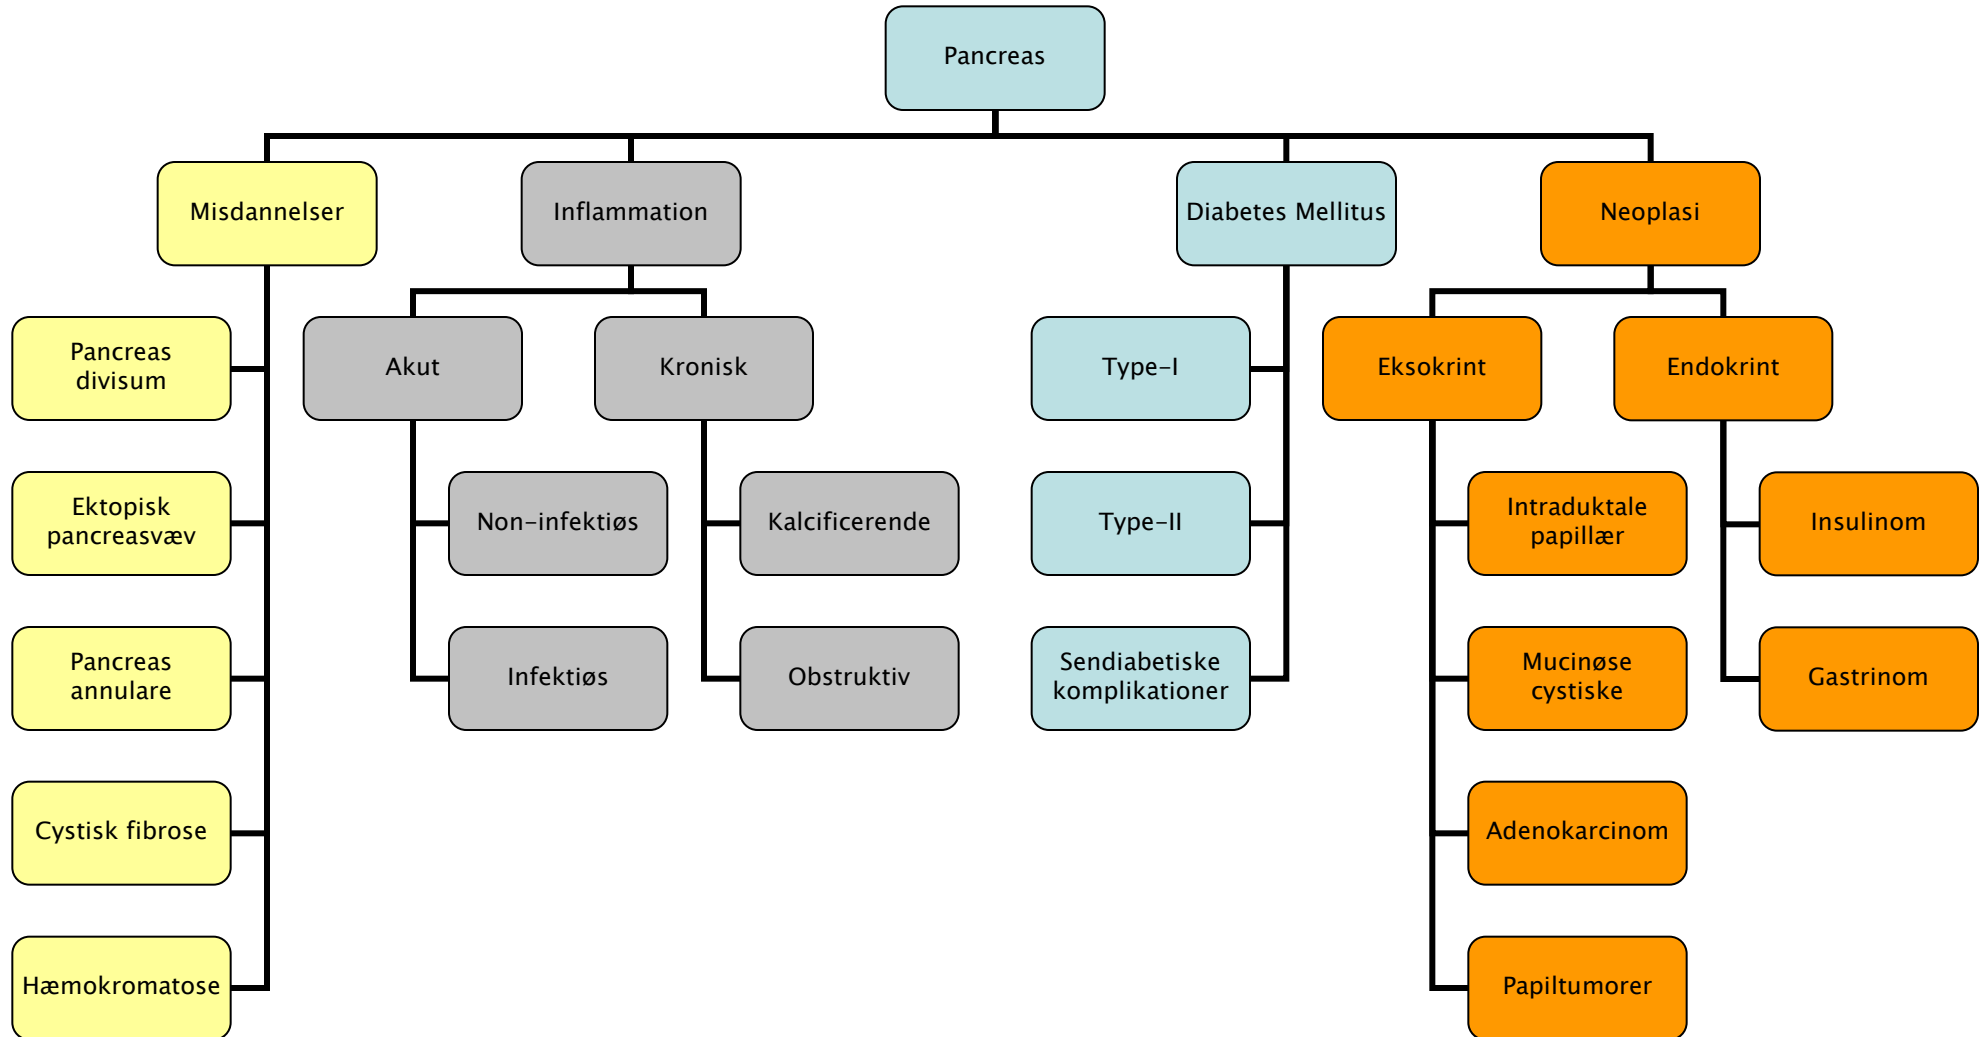 Pancreas
Misdannelser
Inflammation
Diabetes Mellitus
Neoplasi
Pancreas
divisum
Akut
Kronisk
Type-I
Eksokrint
Endokrint
Ektopisk
pancreasvæv
Non-infektiøs
Kalcificerende
Type-II
Intraduktale
papillær
Insulinom
Pancreas
annulare
Infektiøs
Obstruktiv
Sendiabetiske
komplikationer
Mucinøse
cystiske
Gastrinom
Cystisk fibrose
Adenokarcinom
Hæmokromatose
Papiltumorer